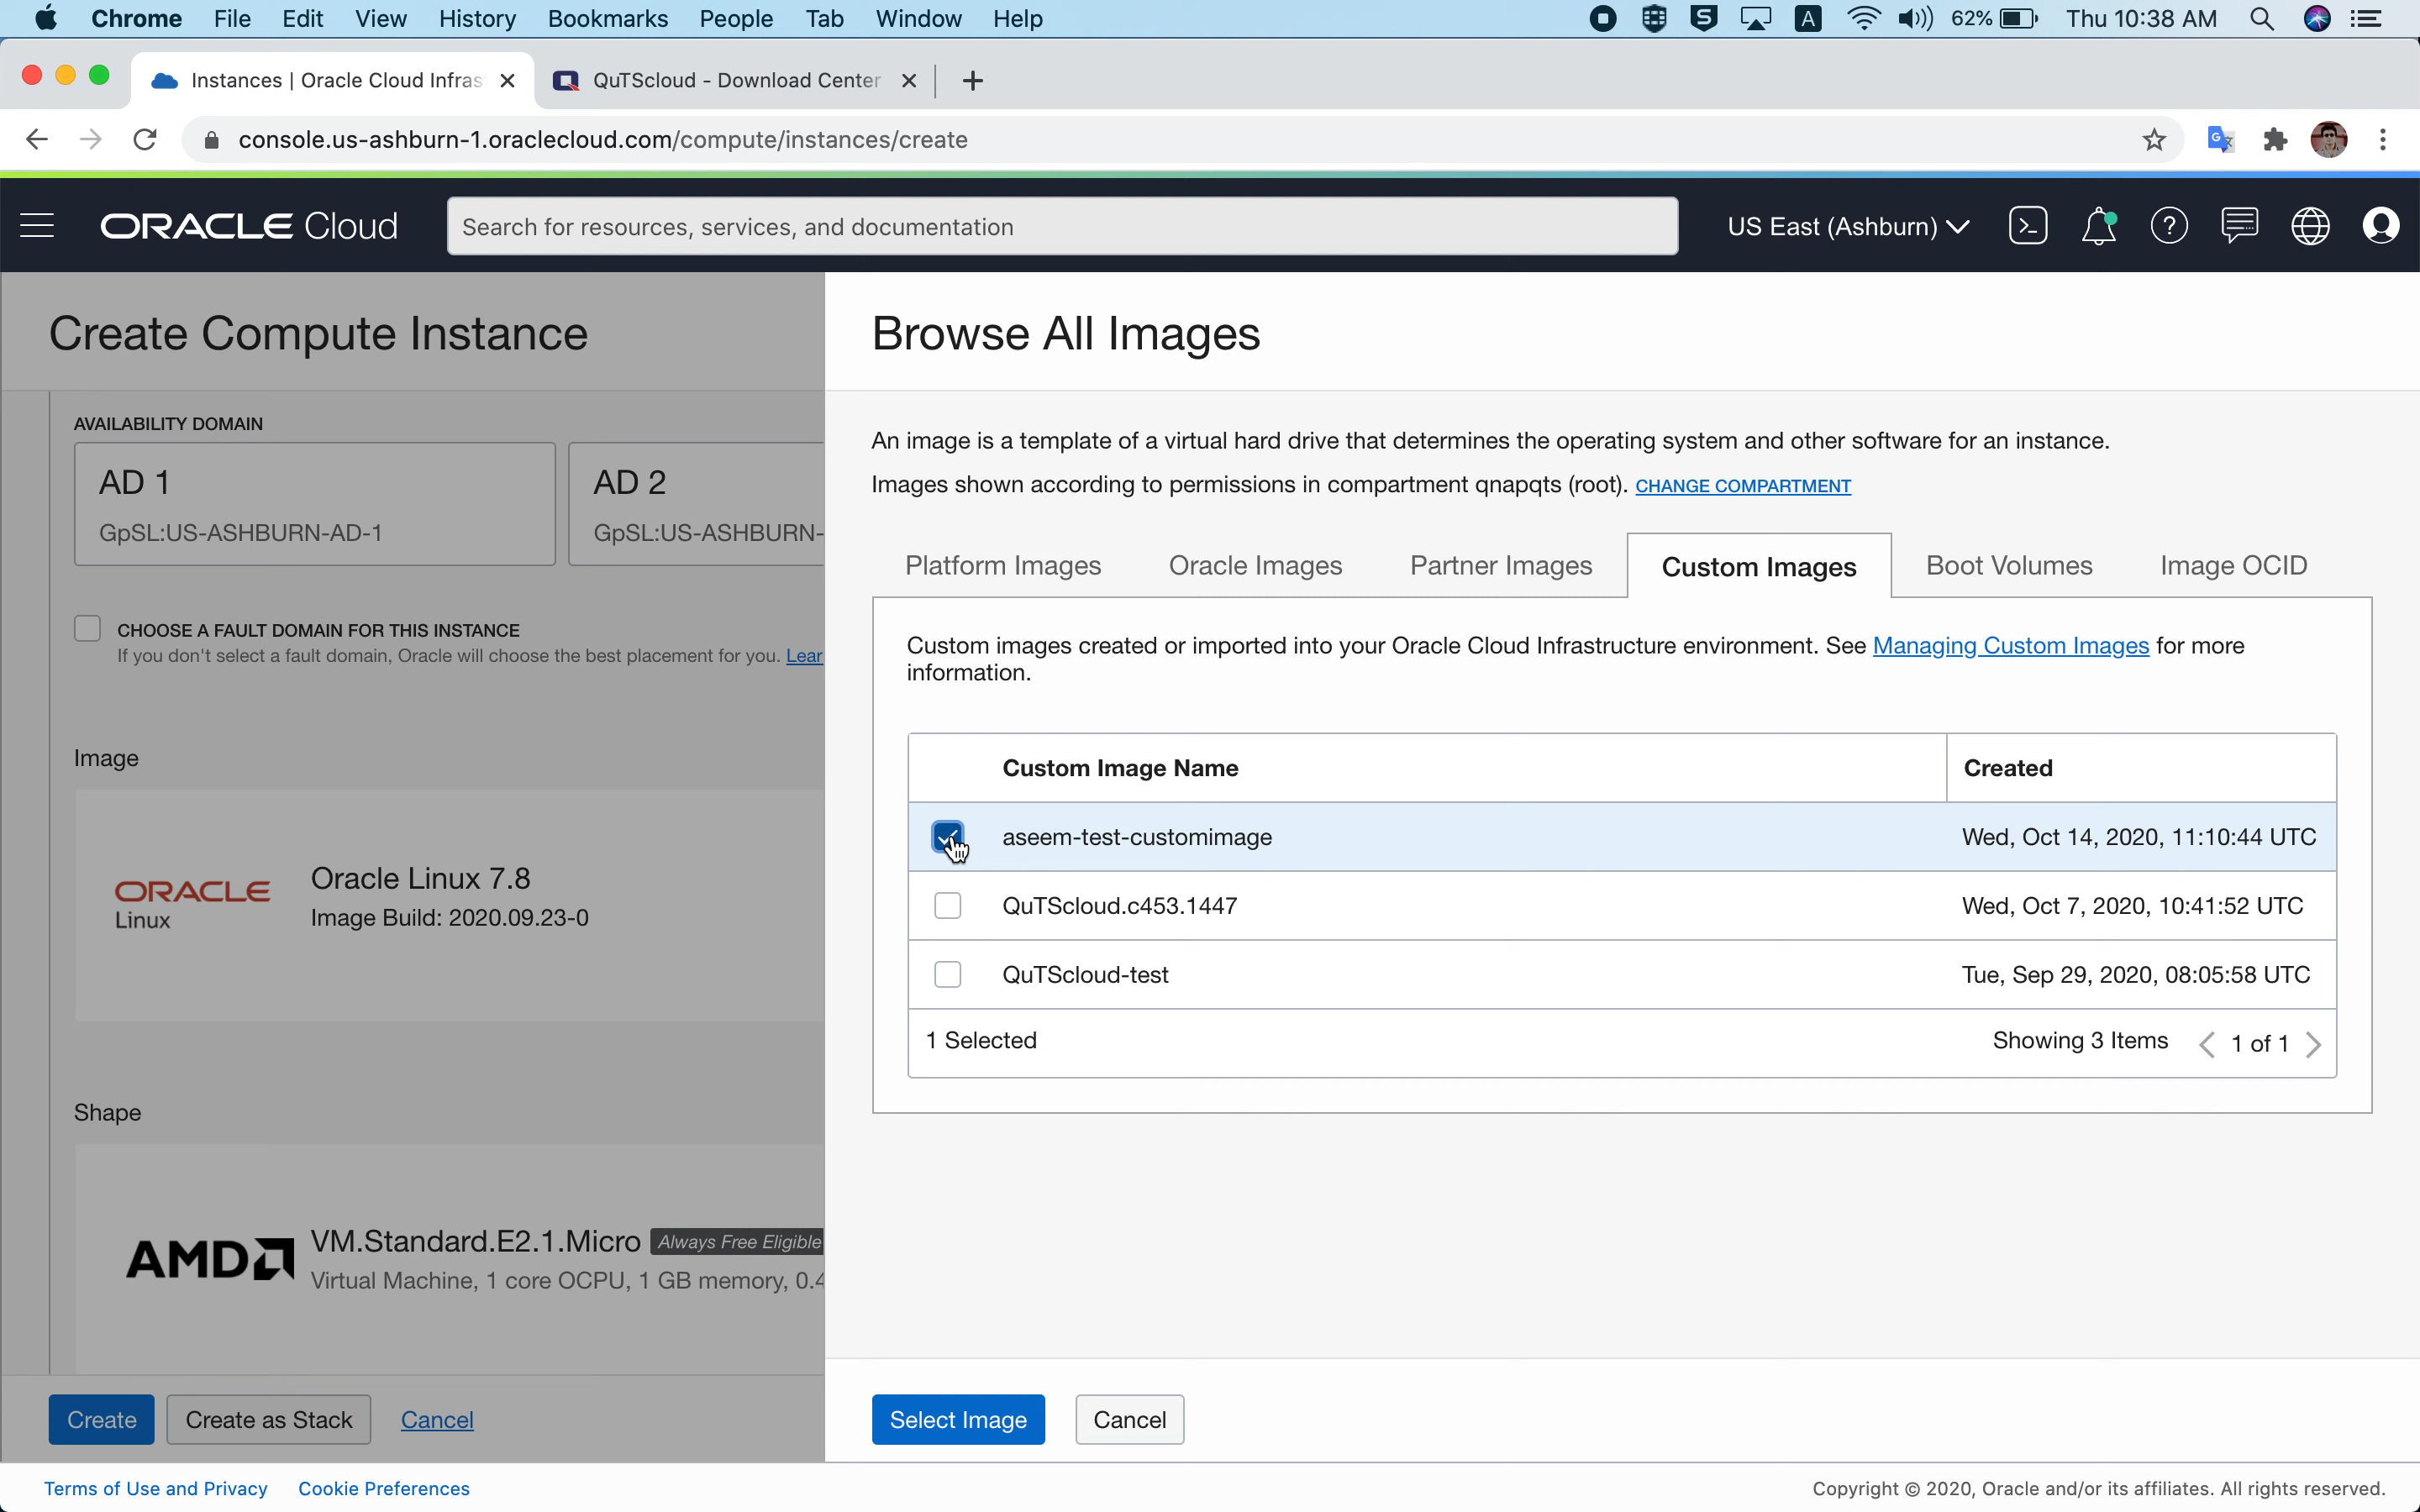 Chrome File Edit View History Bookmarks People Tab Window Help A 62% Thu 10:38 AM
Instances | Oracle Cloud Infras QuTScloud - Download Center
console.us-ashburn-1.oraclecloud.com/compute/instances/create
ORACLE Cloud Search for resources, services, and documentation US East (Ashburn)
Create Compute Instance
AVAILABILITY DOMAIN
AD 1 AD 2
GpSL:US-ASHBURN-AD-1 GpSL:US-ASHBURN-
CHOOSE A FAULT DOMAIN FOR THIS INSTANCE
If you don't select a fault domain, Oracle will choose the best placement for you. Lear
Image
ORACLE Linux
Oracle Linux 7.8
Image Build: 2020.09.23-0
Shape
AMD
VM.Standard.E2.1.Micro Always Free Eligible
Virtual Machine, 1 core OCPU, 1 GB memory, 0.4
Create Create as Stack Cancel
Browse All Images
An image is a template of a virtual hard drive that determines the operating system and other software for an instance.
Images shown according to permissions in compartment qnapqts (root). CHANGE COMPARTMENT
Platform Images Oracle Images Partner Images Custom Images Boot Volumes Image OCID
Custom images created or imported into your Oracle Cloud Infrastructure environment. See Managing Custom Images for more
information.
Custom Image Name Created
aseem-test-customimage Wed, Oct 14, 2020, 11:10:44 UTC
QuTScloud.c453.1447 Wed, Oct 7, 2020, 10:41:52 UTC
QuTScloud-test Tue, Sep 29, 2020, 08:05:58 UTC
1 Selected Showing 3 Items 1 of 1
Select Image Cancel
Terms of Use and Privacy Cookie Preferences Copyright © 2020, Oracle and/or its affiliates. All rights reserved.